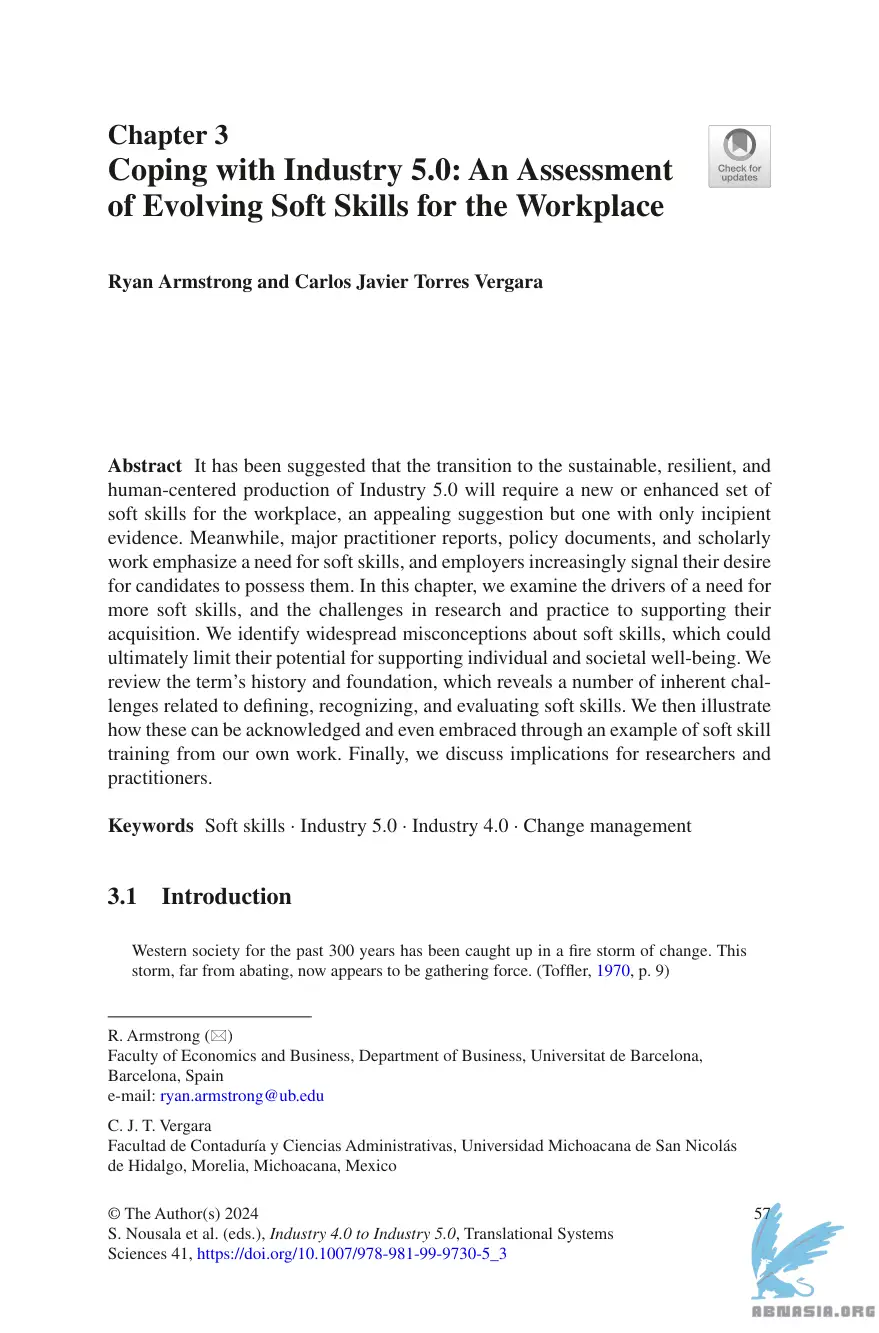 Chapter 3
Coping with Industry 5.0: An Assessment
of Evolving Soft Skills for the Workplace
Check for
updates
Ryan Armstrong and Carlos Javier Torres Vergara
Abstract It has been suggested that the transition to the sustainable, resilient, and
human-centered production of Industry 5.0 will require a new or enhanced set of
soft skills for the workplace, an appealing suggestion but one with only incipient
evidence. Meanwhile, major practitioner reports, policy documents, and scholarly
work emphasize a need for soft skills, and employers increasingly signal their desire
for candidates to possess them. In this chapter, we examine the drivers of a need for
more soft skills, and the challenges in research and practice to supporting their
acquisition. We identify widespread misconceptions about soft skills, which could
ultimately limit their potential for supporting individual and societal well-being. We
review the term's history and foundation, which reveals a number of inherent chal-
lenges related to defining, recognizing, and evaluating soft skills. We then illustrate
how these can be acknowledged and even embraced through an example of soft skill
training from our own work. Finally, we discuss implications for researchers and
practitioners.
Keywords Soft skills · Industry 5.0 · Industry 4.0 · Change management
3.1 Introduction
Western society for the past 300 years has been caught up in a fire storm of change. This
storm, far from abating, now appears to be gathering force. (Toffler, 1970, p. 9)
R. Armstrong (✉)
Faculty of Economics and Business, Department of Business, Universitat de Barcelona,
Barcelona, Spain
e-mail: ryan.armstrong@ub.edu
C. J. T. Vergara
Facultad de Contaduría y Ciencias Administrativas, Universidad Michoacana de San Nicolás
de Hidalgo, Morelia, Michoacana, Mexico
© The Author(s) 2024
57
S. Nousala et al. (eds.), Industry 4.0 to Industry 5.0, Translational Systems
Sciences 41, https://doi.org/10.1007/978-981-99-9730-5_3
ABNASIA.ORG